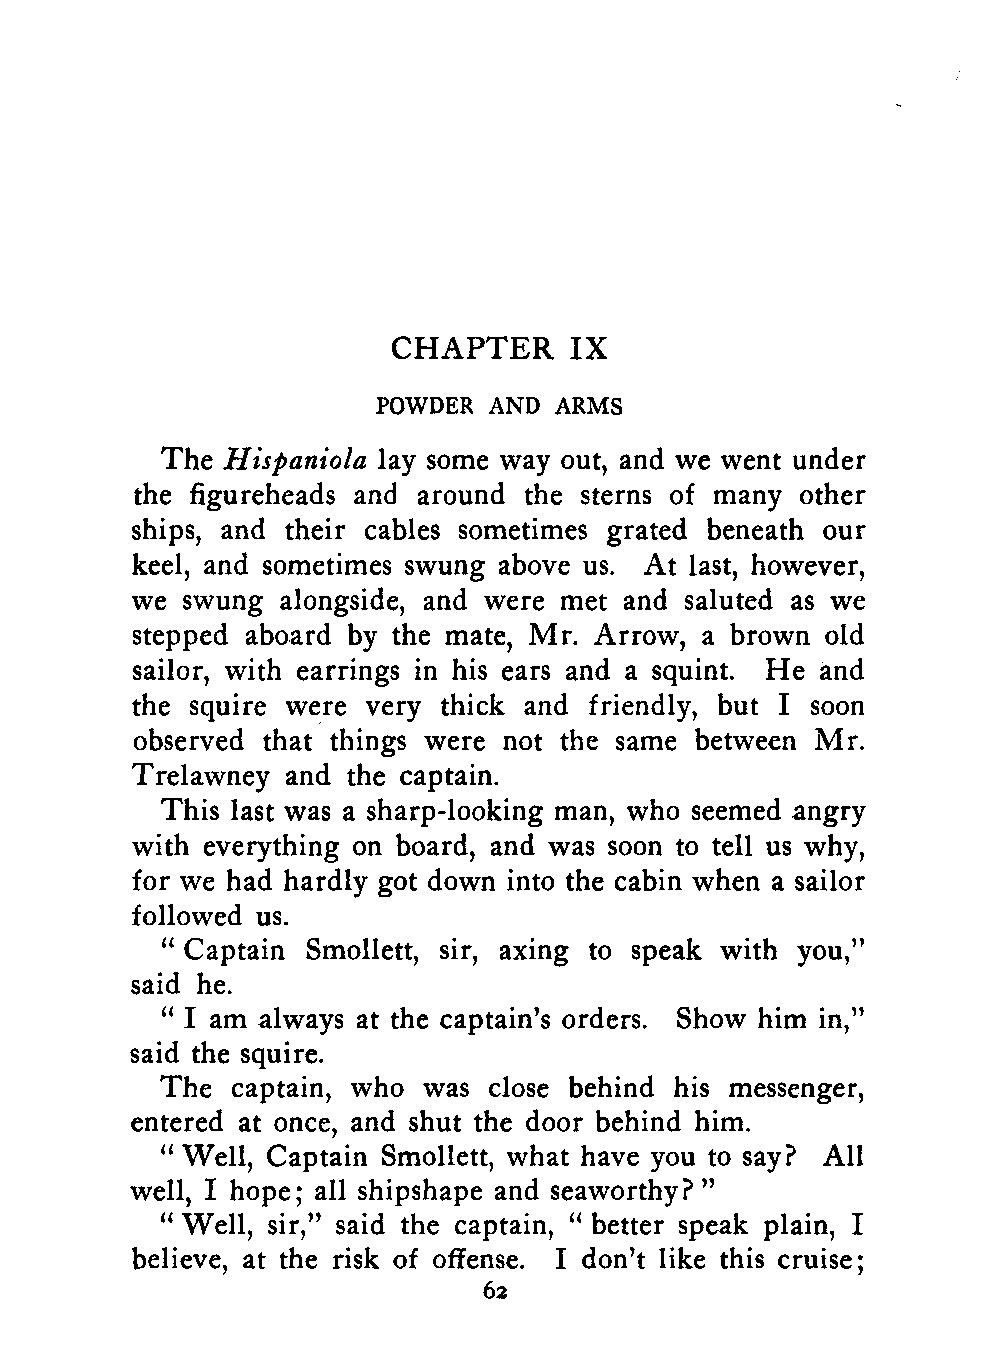 CHAPTER IX
POWDER AND ARMS
The Hispaniola lay some way out, and we went under
the figureheads and around the sterns of many other
ships, and their cables sometimes grated beneath our
keel, and sometimes swung above us. At last, however,
we swung alongside, and were met and saluted as we
stepped aboard by the mate, Mr. Arrow, a brown old
sailor, with earrings in his ears and a squint. He and
the squire were very thick and friendly, but I soon
observed that things were not the same between Mr.
Trelawney and the captain.
This last was a sharp-looking man, who seemed angry
with everything on board, and was soon to tell us why,
for we had hardly got down into the cabin when a sailor
followed us.
“ Captain Smollett, sir, axing to speak with you,”
said he.
“ I am always at the captain's orders. Show him in,”
said the squire.
The captain, who was close behind his messenger,
entered at once, and shut the door behind him.
“ Well, Captain Smollett, what have you to say? All
well, I hope; all shipshape and seaworthy? ”
“ Well, sir,” said the captain, “ better speak plain, I
believe, at the risk of offense. I don't like this cruise;
62